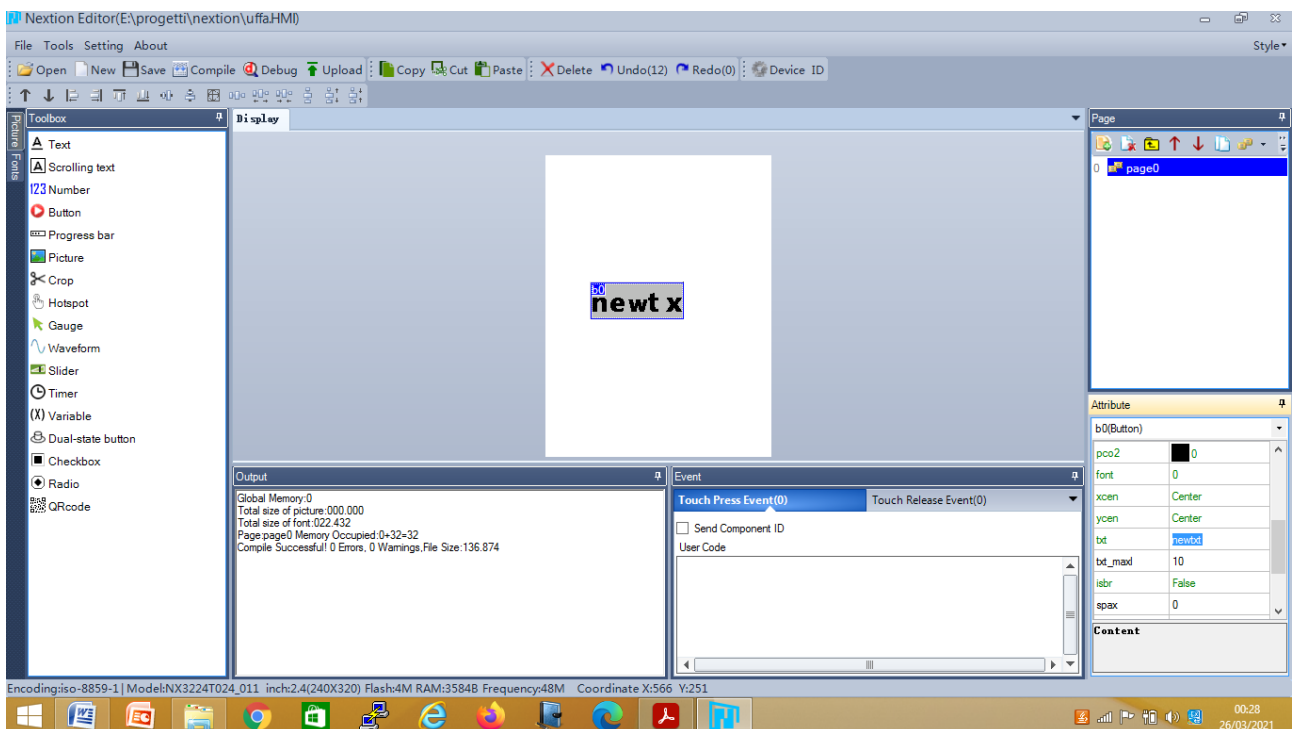 Nextion Editor(E:\progetti\nextion\uffa.HMI)
File Tools Setting About Style
Open New Save Compile Debug Upload Copy Cut Paste Delete Undo(12) Redo(0) Device ID
Picture
Fonts
Toolbox
Text
Scrolling text
123 Number
Button
Progress bar
Picture
Crop
Hotspot
Gauge
Waveform
Slider
Timer
(X) Variable
Dual-state button
Checkbox
Radio
QRcode
Display
b0
newt x
Output
Global Memory:0
Total size of picture:000.000
Total size of font:022.432
Page:page0 Memory Occupied:0+32=32
Compile Successful! 0 Errors, 0 Warnings,File Size:136.874
Event
Touch Press Event(0) Touch Release Event(0)
Send Component ID
User Code
Page
0 page0
Attribute
b0(Button)
pco2 0
font 0
xcen Center
ycen Center
txt newtxt
txt_maxl 10
isbr False
spax 0
Content
Encoding:iso-8859-1 | Model:NX3224T024_011 inch:2.4(240X320) Flash:4M RAM:3584B Frequency:48M Coordinate X:566 Y:251
00:28
26/03/2021